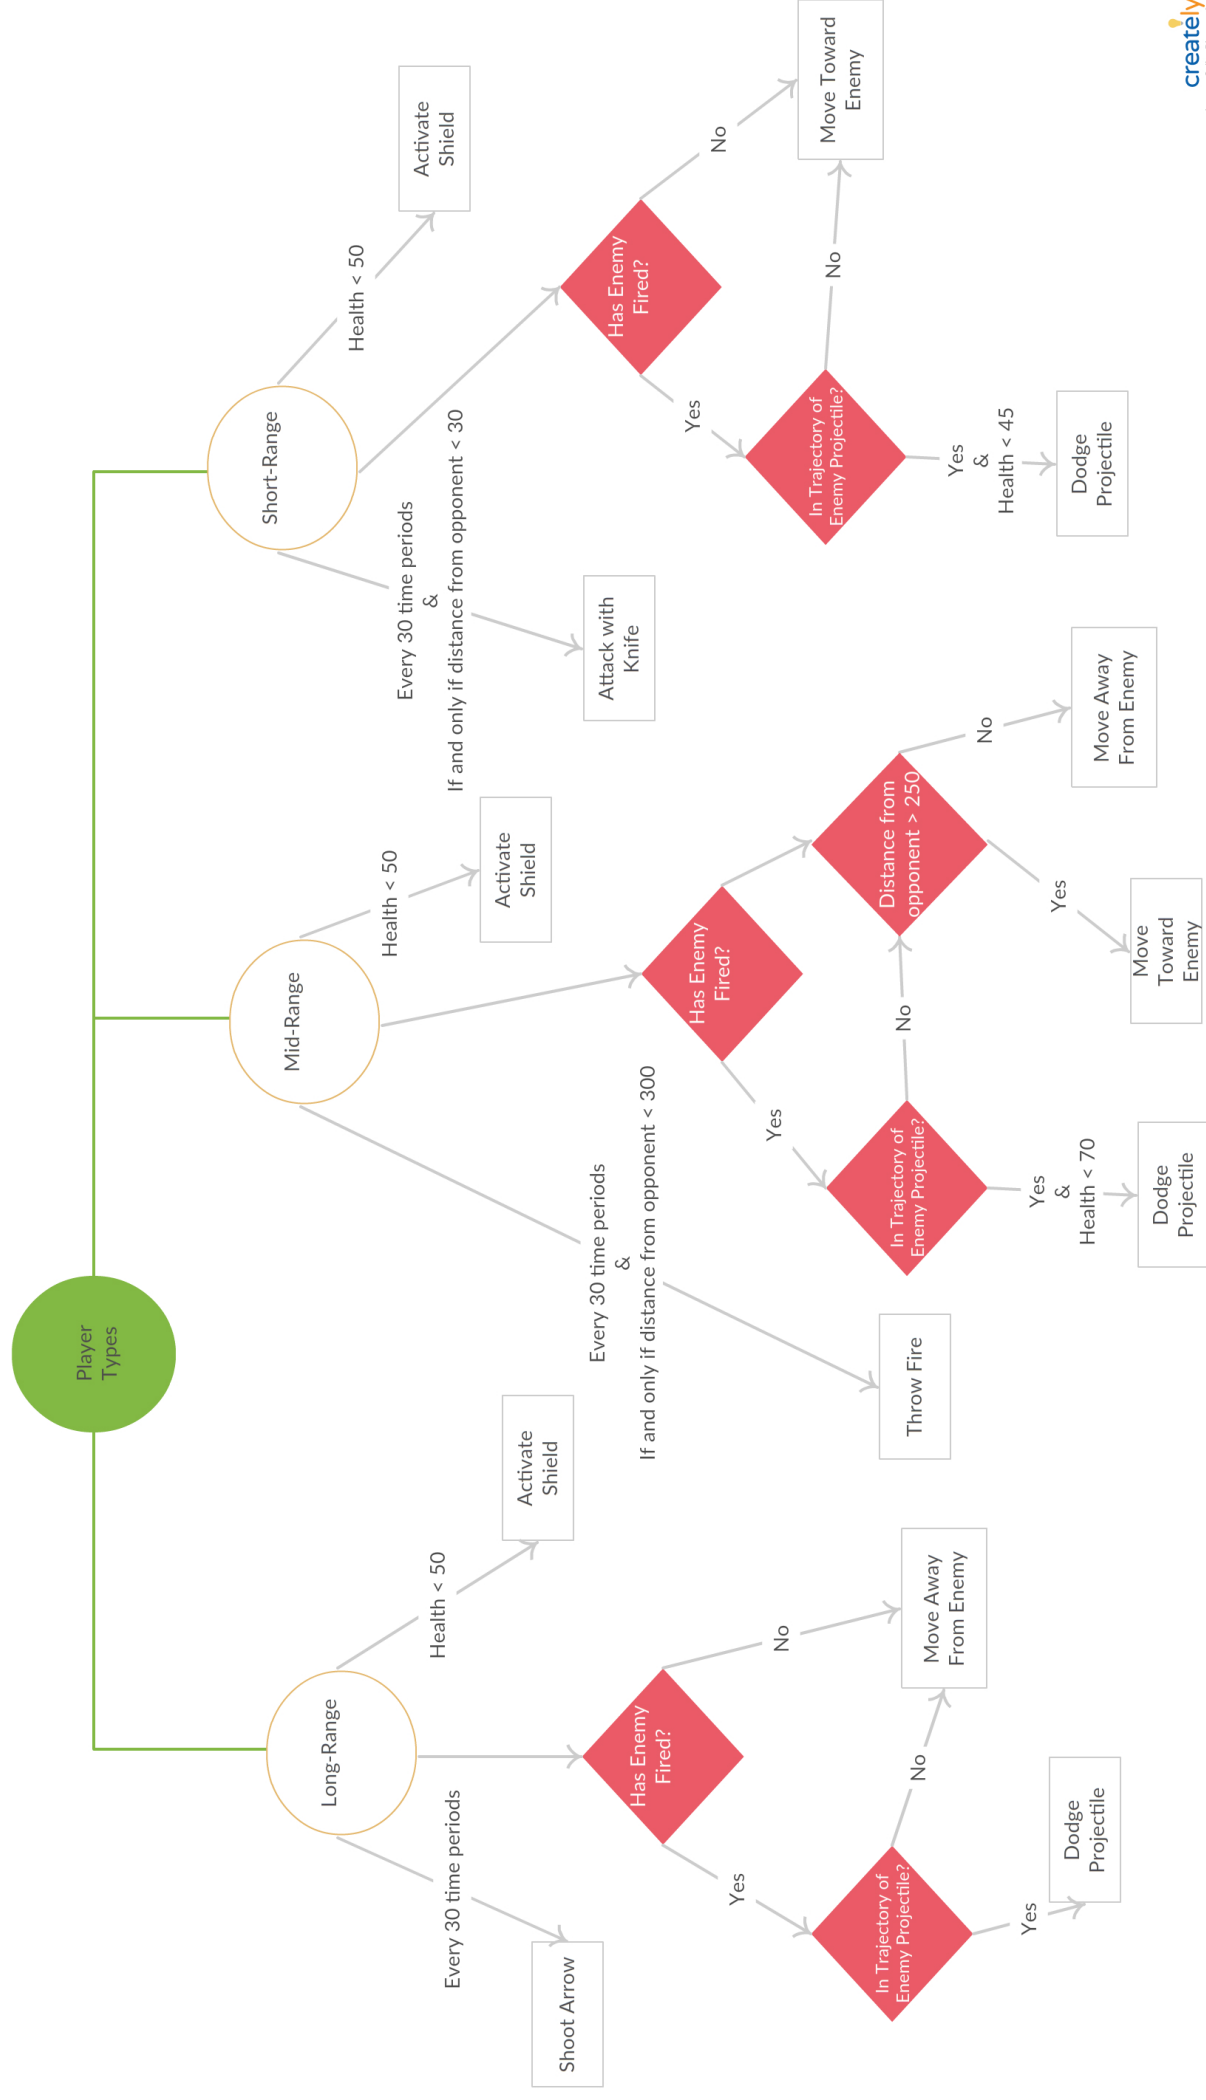 Player
Types
Long-Range
Every 30 time periods
Shoot Arrow
Health < 50
Activate
Shield
Has Enemy
Fired?
Yes
No
In Trajectory of
Enemy Projectile?
No
Yes
Move Away
From Enemy
Dodge
Projectile
Mid-Range
Every 30 time periods
&
If and only if distance from opponent < 300
Throw Fire
Health < 50
Activate
Shield
Has Enemy
Fired?
Yes
In Trajectory of
Enemy Projectile?
No
Yes
&
Health < 70
Dodge
Projectile
Distance from
opponent > 250
Yes
No
Move
Toward
Enemy
Move Away
From Enemy
Short-Range
Every 30 time periods
&
If and only if distance from opponent < 30
Attack with
Knife
Health < 50
Activate
Shield
Has Enemy
Fired?
Yes
No
In Trajectory of
Enemy Projectile?
No
Yes
&
Health < 45
Dodge
Projectile
Move Toward
Enemy
creately